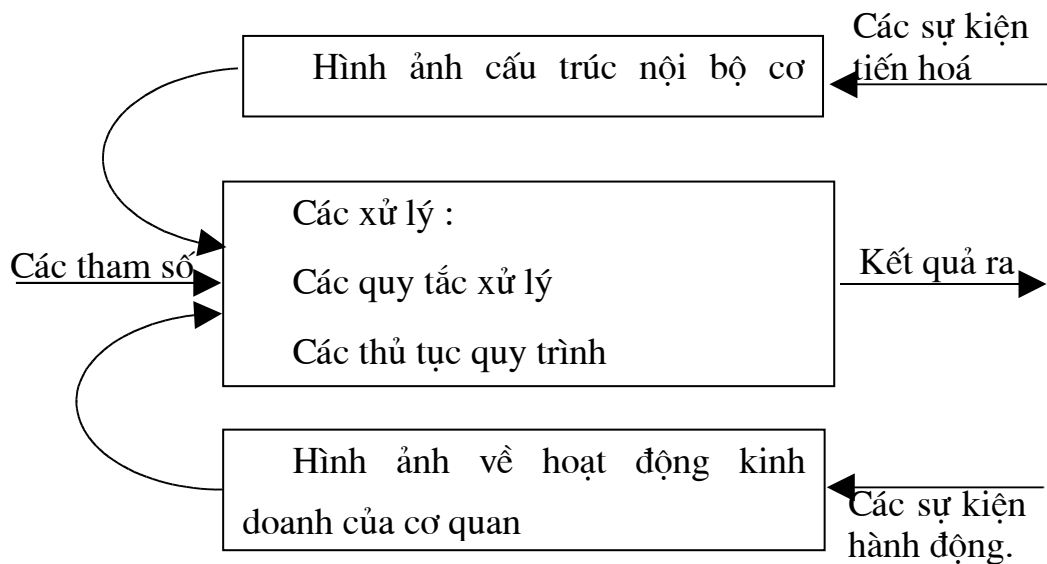 Các sự kiện
tiến hoá
Hình ảnh cấu trúc nội bộ cơ
Các xử lý :
Các tham số
Các quy tắc xử lý
Kết quả ra
Các thủ tục quy trình
Hình ảnh về hoạt động kinh
doanh của cơ quan
Các sự kiện
hành động.